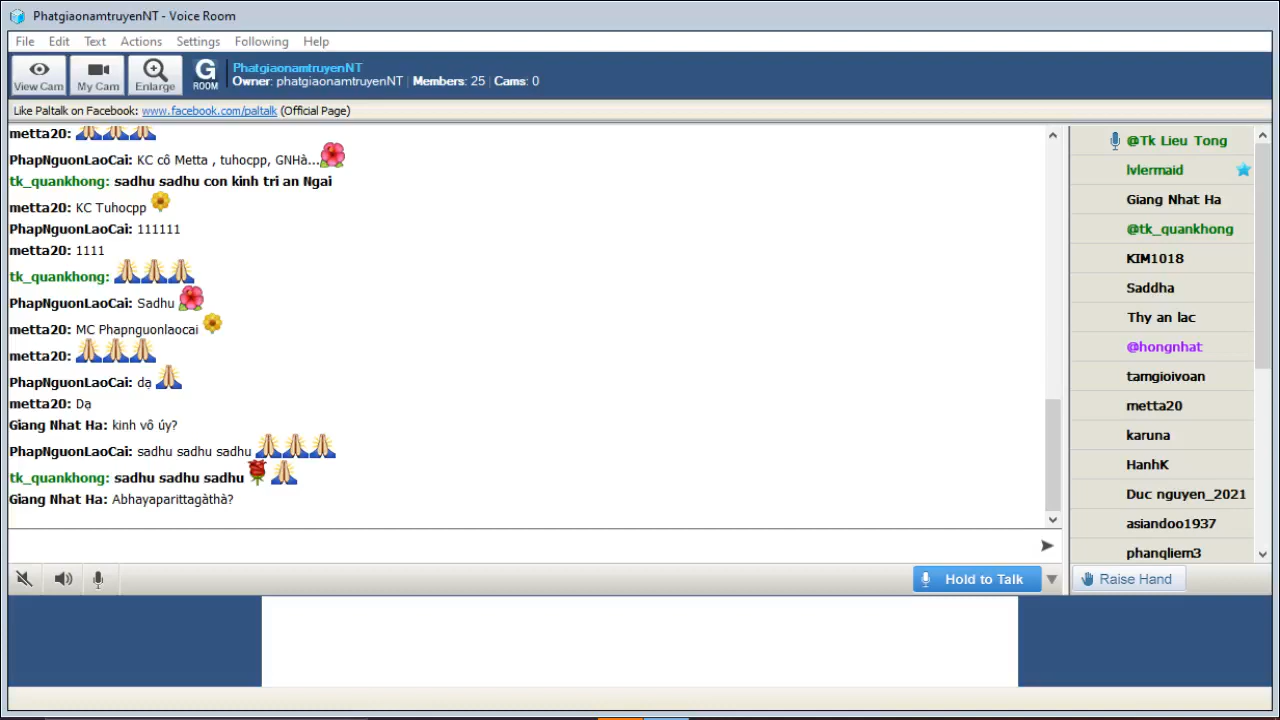 PhatgiaonamtruyenNT - Voice Room
File Edit Text Actions Settings Following Help
View Cam My Cam Enlarge G ROOM
PhatgiaonamtruyenNT
Owner: phatgiaonamtruyenNT | Members: 25 | Cams: 0
Like Paltalk on Facebook: www.facebook.com/paltalk (Official Page)
metta20:
PhapNguonLaoCai: KC cô Metta , tuhocpp, GNHà...
tk_quankhong: sadhu sadhu con kinh tri an Ngai
metta20: KC Tuhocpp
PhapNguonLaoCai: 111111
metta20: 1111
tk_quankhong:
PhapNguonLaoCai: Sadhu
metta20: MC Phapnguonlaocai
metta20:
PhapNguonLaoCai: dạ
metta20: Dạ
Giang Nhat Ha: kinh vô úy?
PhapNguonLaoCai: sadhu sadhu sadhu
tk_quankhong: sadhu sadhu sadhu
Giang Nhat Ha: Abhayaparittagàthà?
@Tk Lieu Tong
lvlermaid
Giang Nhat Ha
@tk_quankhong
KIM1018
Saddha
Thy an lac
@hongnhat
tamgioivoan
metta20
karuna
HanhK
Duc nguyen_2021
asiandoo1937
phanqliem3
Hold to Talk
Raise Hand